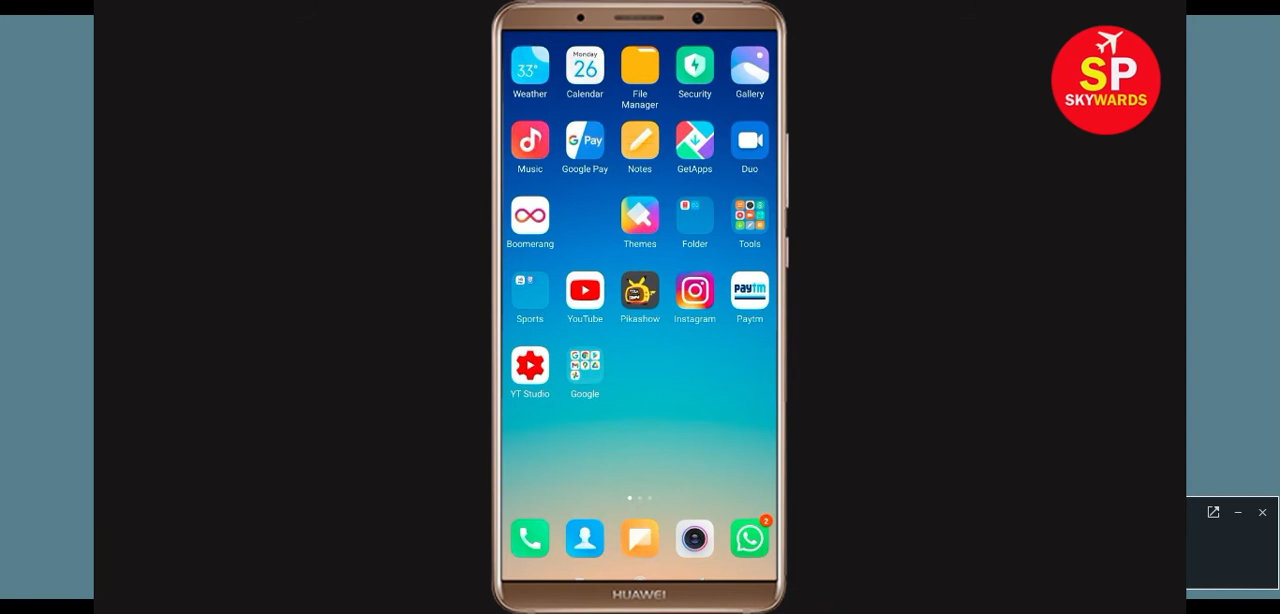 33°
Monday
26
Weather
Calendar
File
Manager
Security
Gallery
G Pay
Music
Google Pay
Notes
GetApps
Duo
Boomerang
Themes
Folder
Tools
paytm
Sports
YouTube
Pikashow
Instagram
Paytm
YT Studio
Google
2
HUAWEI
SP
SKYWARDS